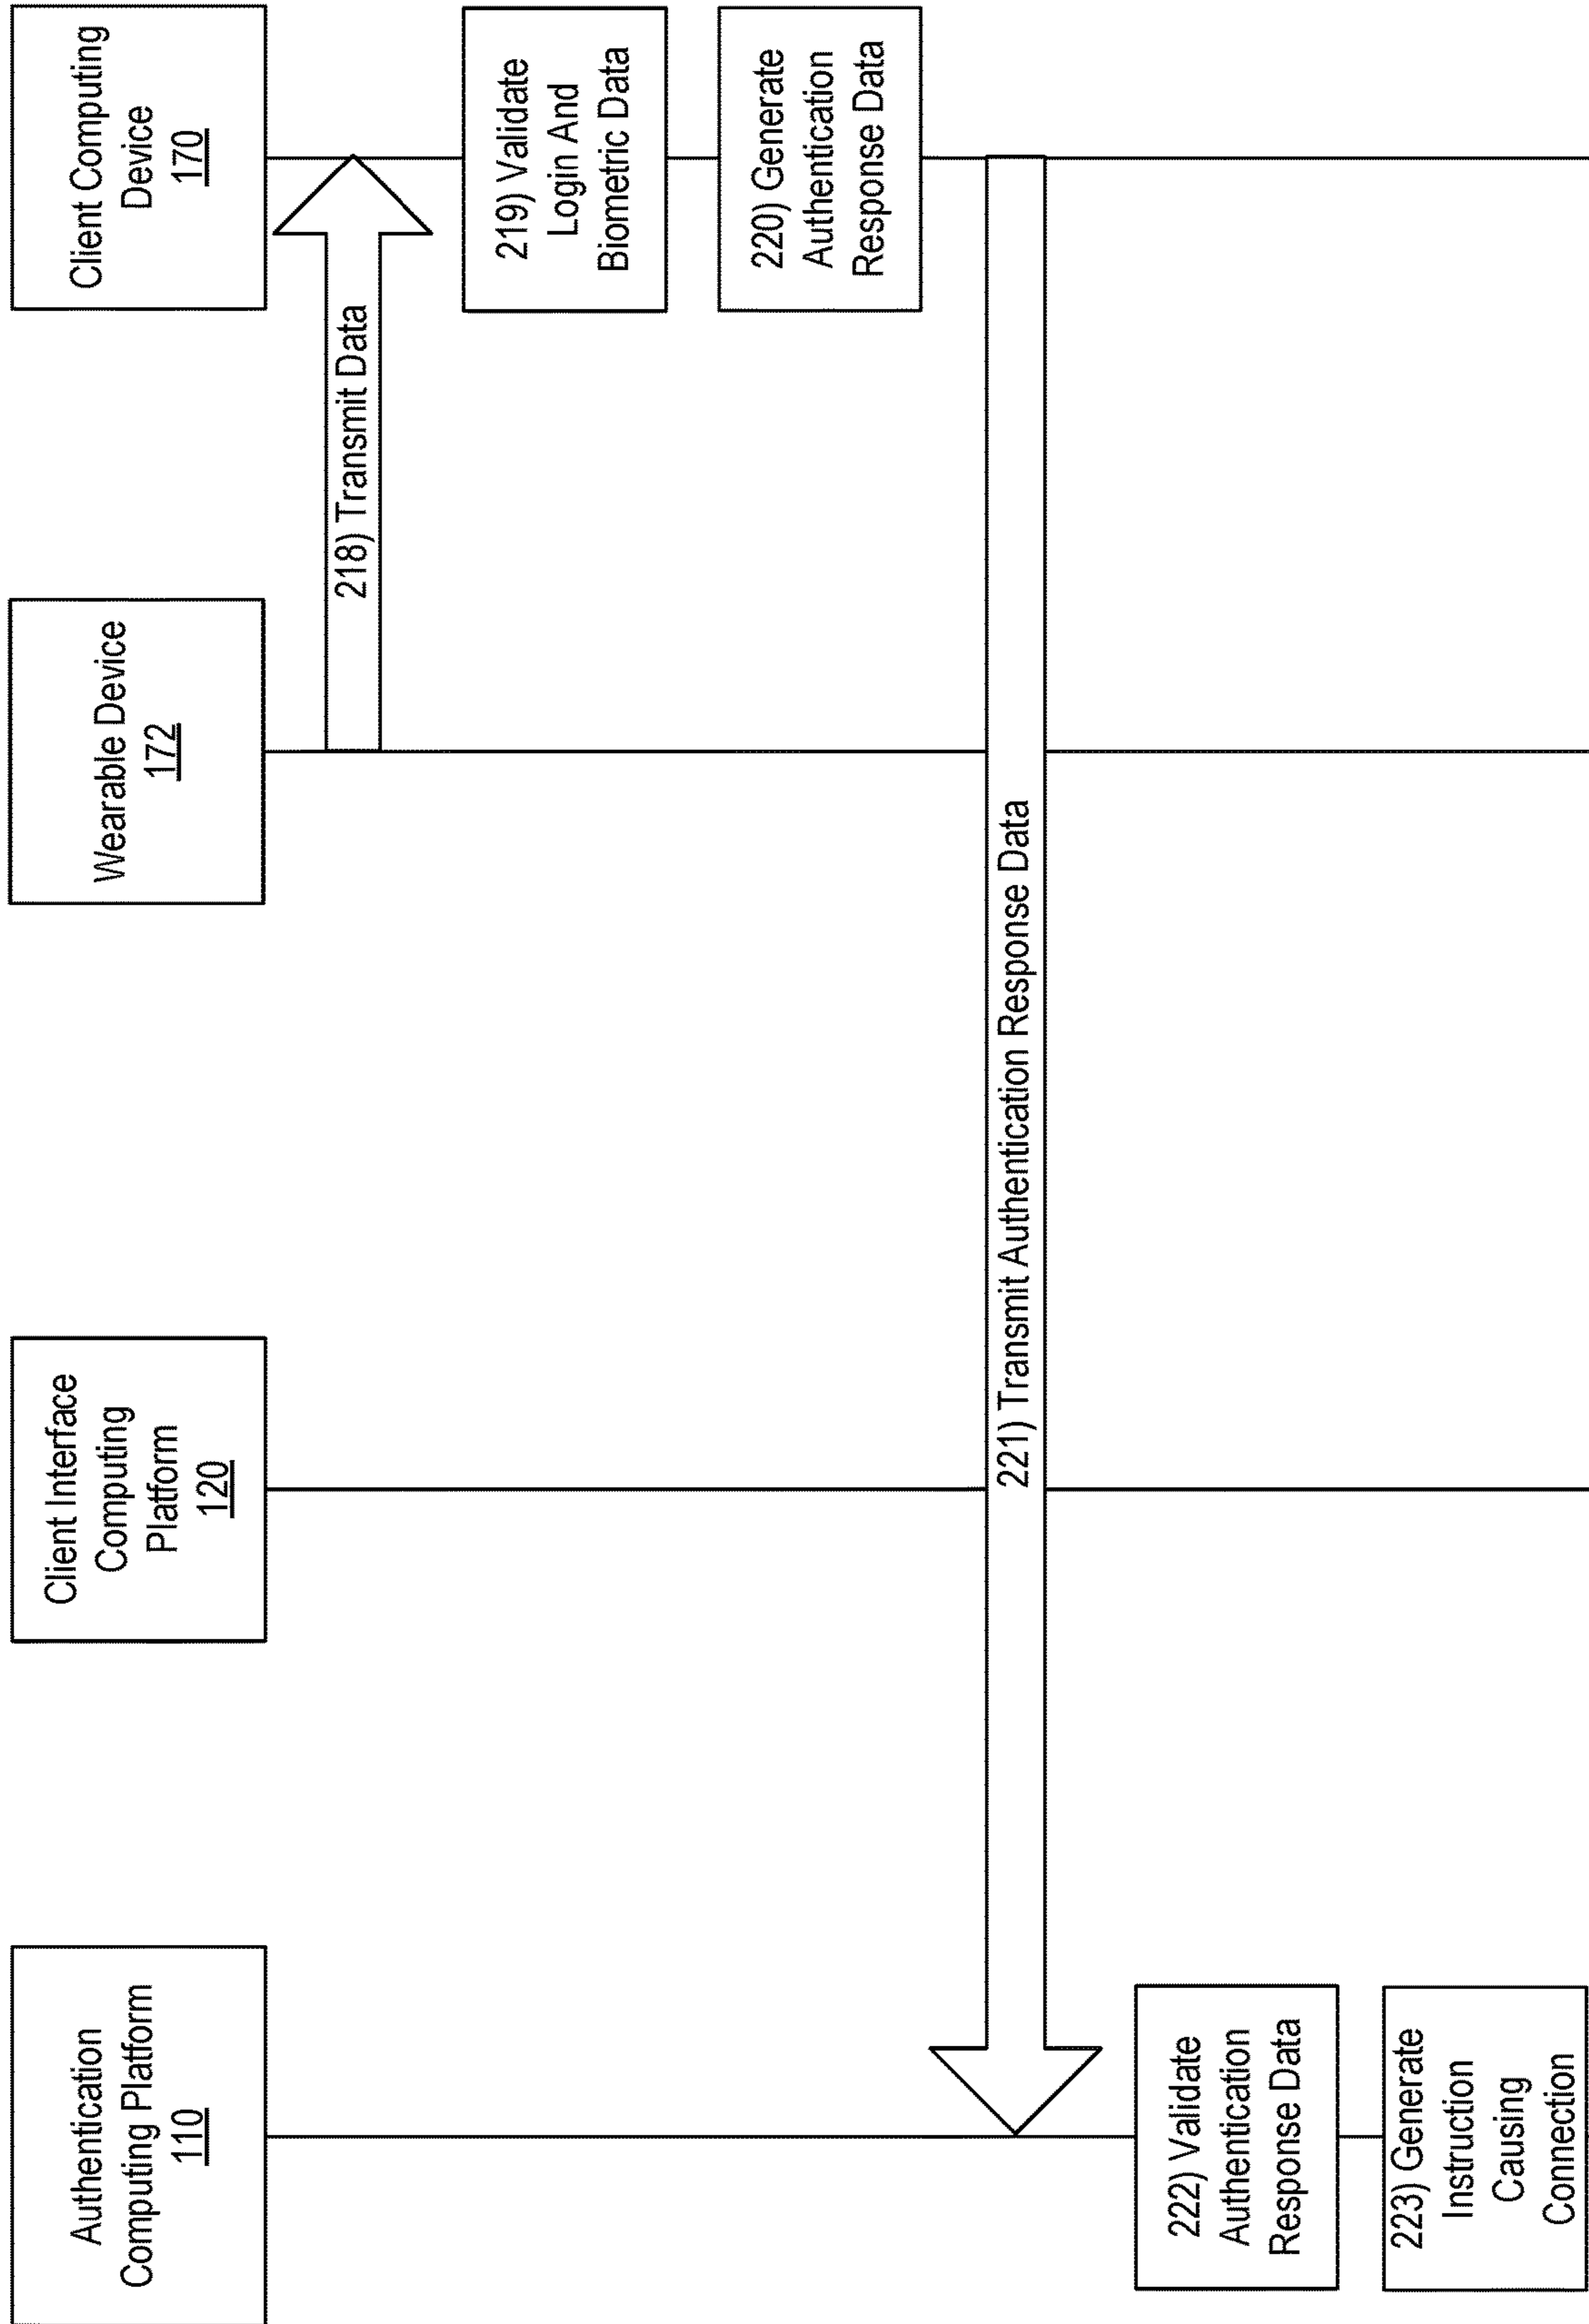 Authentication
Computing Platform
110
Client Interface
Computing
Platform
120
Wearable Device
172
Client Computing
Device
170
218) Transmit Data
219) Validate
Login And
Biometric Data
220) Generate
Authentication
Response Data
221) Transmit Authentication Response Data
222) Validate
Authentication
Response Data
223) Generate
Instruction
Causing
Connection